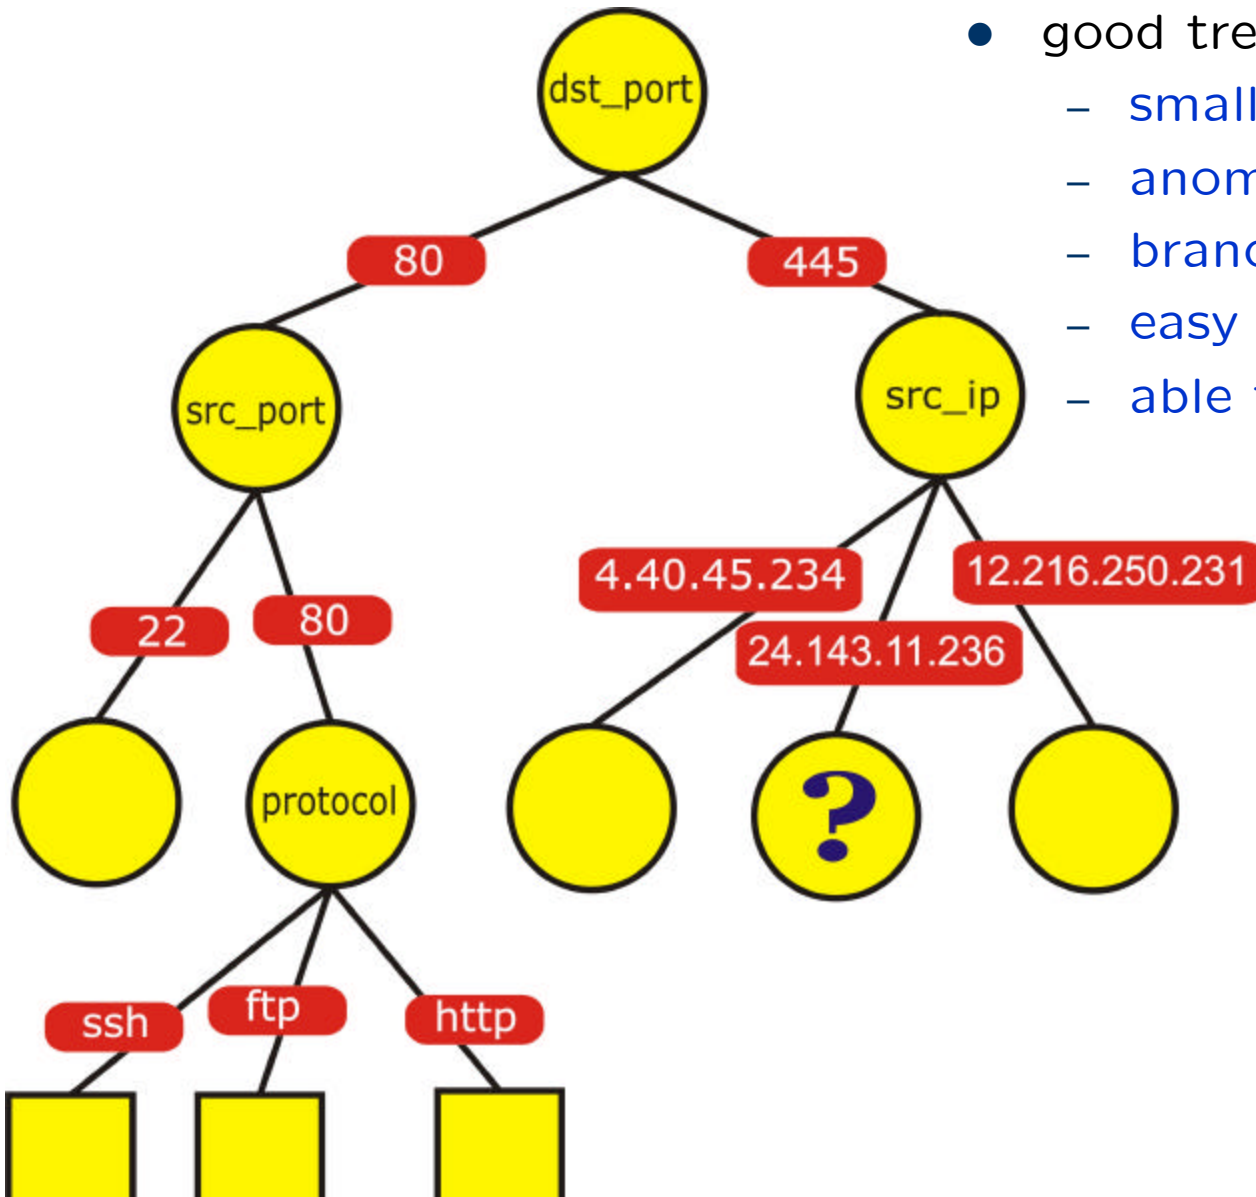 dst_port
80
445
src_port
src_ip
22
80
4.40.45.234
24.143.11.236
12.216.250.231
protocol
?
ssh
ftp
http
● good tre
– small
– anom
– branc
– easy
– able